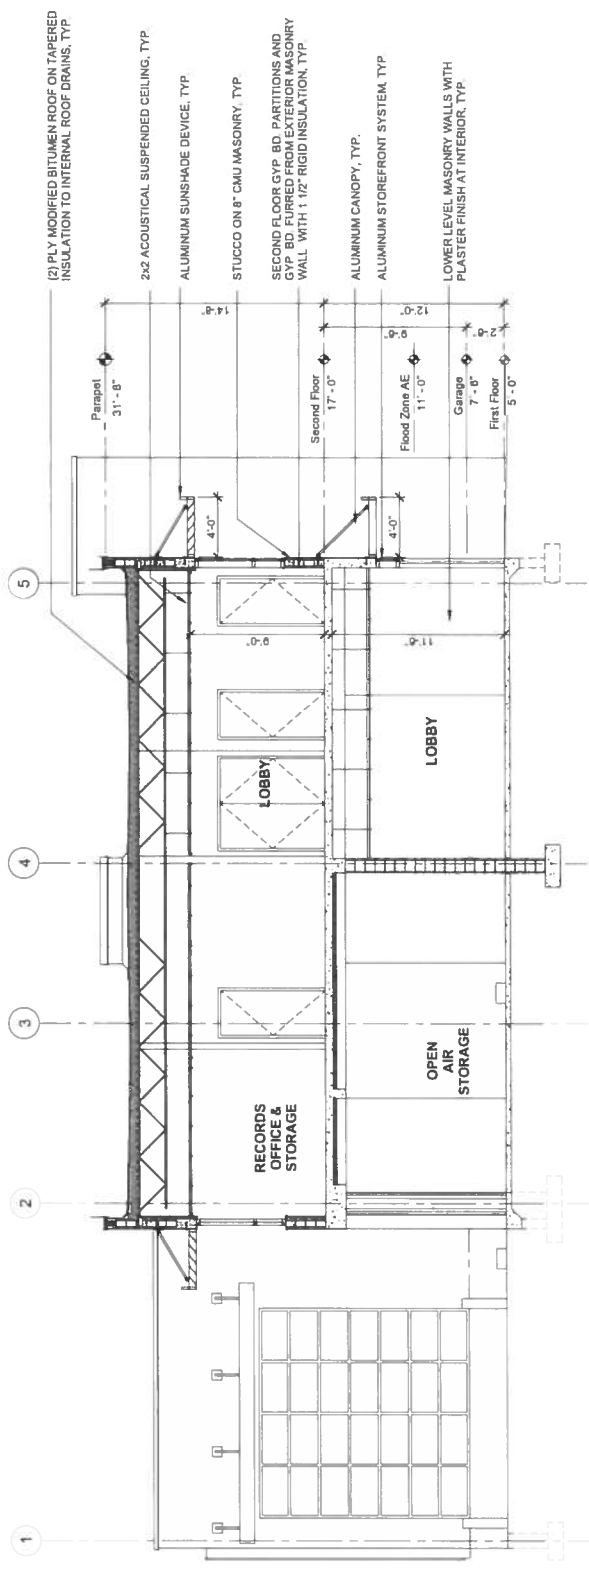 (2) PLY MODIFIED BITUMEN ROOF ON TAPERED
INSULATION TO INTERNAL ROOF DRAINS, TYP.
2x2 ACOUSTICAL SUSPENDED CEILING, TYP.
ALUMINUM SUNSHADE DEVICE, TYP.
STUCCO ON 8" CMU MASONRY, TYP.
SECOND FLOOR GYP BD. PARTITIONS AND
GYP BD. FURRED FROM EXTERIOR MASONRY
WALL WITH 1 1/2" RIGID INSULATION, TYP.
ALUMINUM CANOPY, TYP.
ALUMINUM STOREFRONT SYSTEM, TYP.
LOWER LEVEL MASONRY WALLS WITH
PLASTER FINISH AT INTERIOR, TYP.
14'-8"
12'-0"
9'-6"
2'-6"
Parapet
31' - 8"
Second Floor
17' - 0"
Flood Zone AE
11' - 0"
Garage
7' - 6"
First Floor
5' - 0"
4'-0"
4'-0"
5
9'-0"
11'-6"
LOBBY
LOBBY
4
3
RECORDS
OFFICE &
STORAGE
OPEN
AIR
STORAGE
2
1